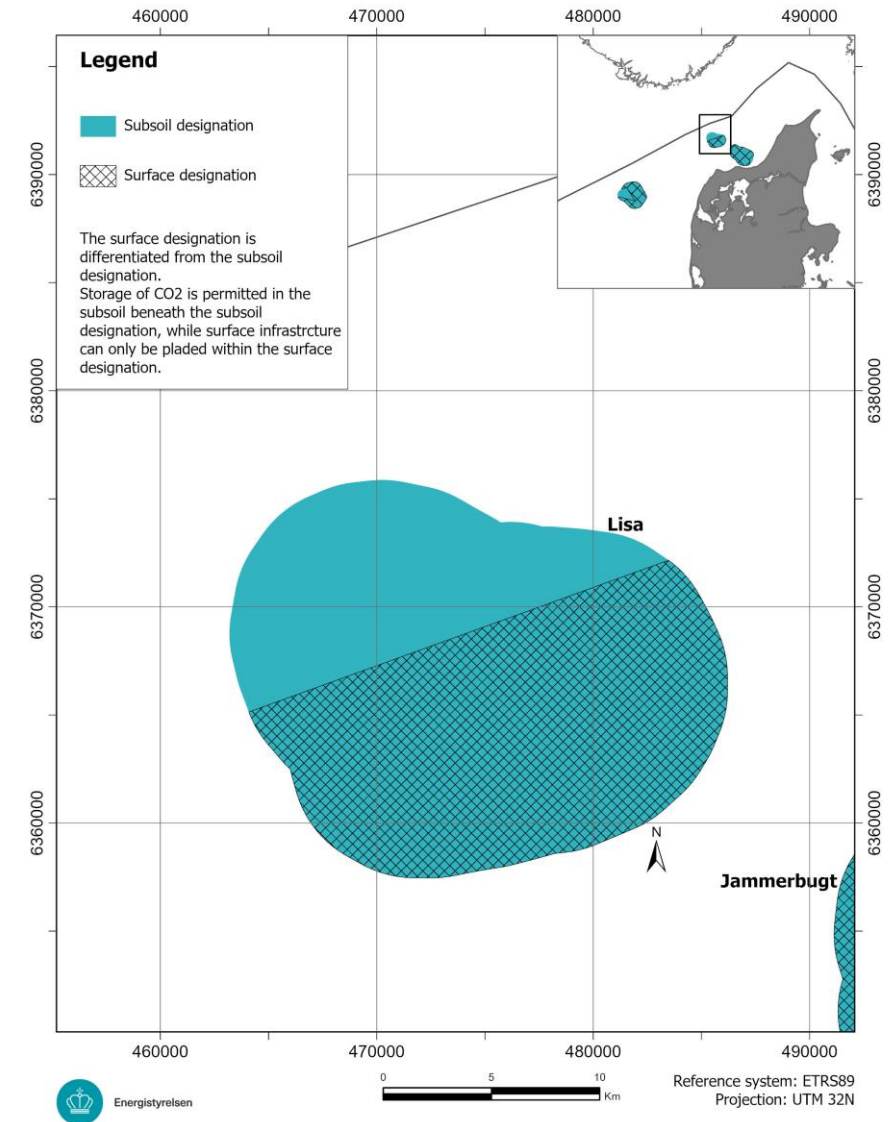 460000
470000
480000
490000
Legend
Subsoil designation
Surface designation
The surface designation is
differentiated from the subsoil
designation.
Storage of CO2 is permitted in the
subsoil beneath the subsoil
designation, while surface infrastrcture
can only be pladed within the surface
designation.
6390000
6390000
6380000
6380000
Lisa
6370000
6370000
6360000
6360000
N
Jammerbugt
460000
470000
480000
490000
0
5
10
Km
Reference system: ETRS89
Projection: UTM 32N
Energistyrelsen